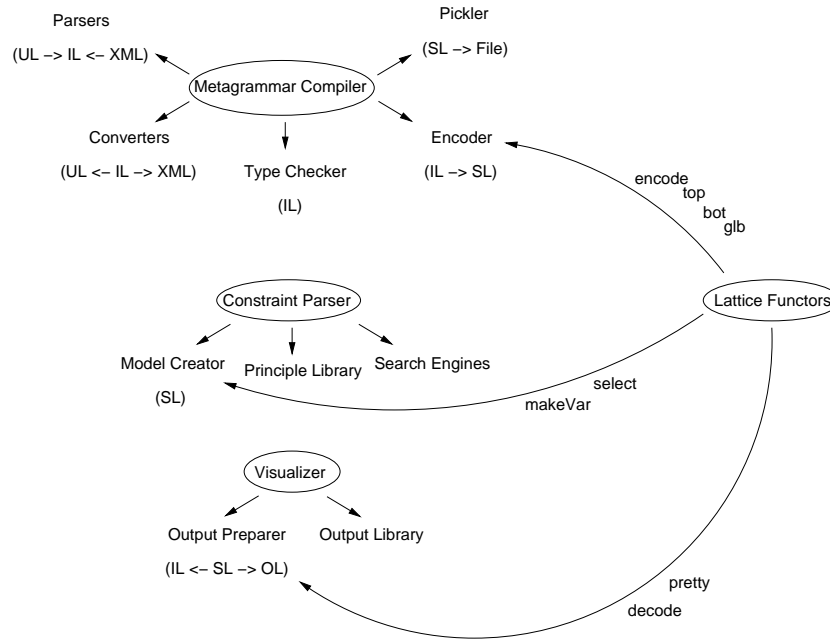 Parsers
(UL −> IL <− XML)
Pickler
(SL −> File)
Metagrammar Compiler
Converters
(UL <− IL −> XML)
Type Checker
(IL)
Encoder
(IL −> SL)
encode
top
bot
glb
Constraint Parser
Lattice Functors
Model Creator
(SL)
Principle Library
Search Engines
select
makeVar
Visualizer
Output Preparer
(IL <− SL −> OL)
Output Library
pretty
decode